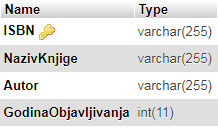 Name Type
ISBN varchar(255)
NazivKnjige varchar(255)
Autor varchar(255)
GodinaObjavljivanja int(11)